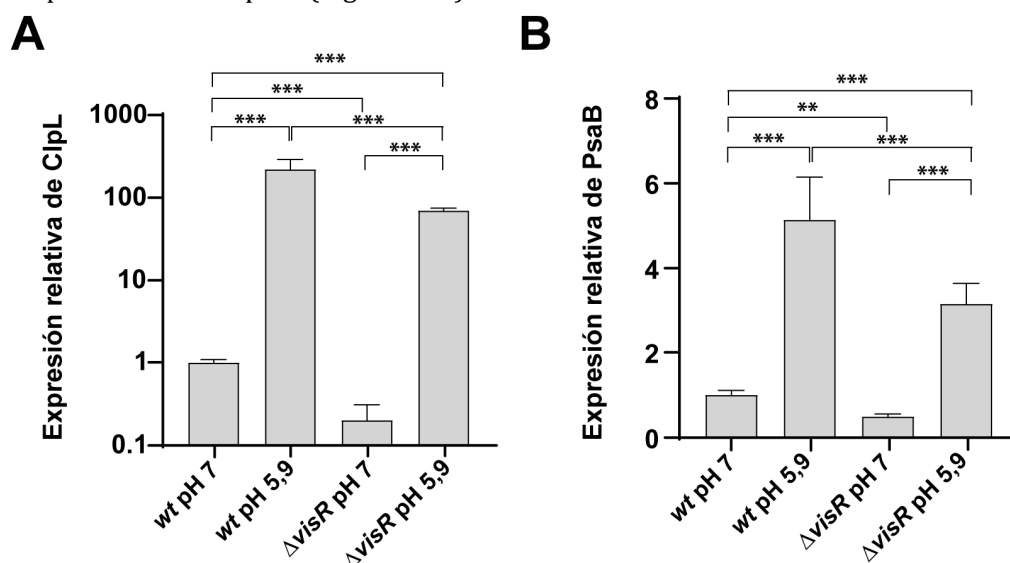 A
Expresión relativa de ClpL
1000
100
10
1
0.1
***
***
***
***
***
wt pH 7
wt pH 5,9
ΔvisR pH 7
ΔvisR pH 5,9
B
Expresión relativa de PsaB
8
6
4
2
0
***
**
***
***
***
wt pH 7
wt pH 5,9
ΔvisR pH 7
ΔvisR pH 5,9